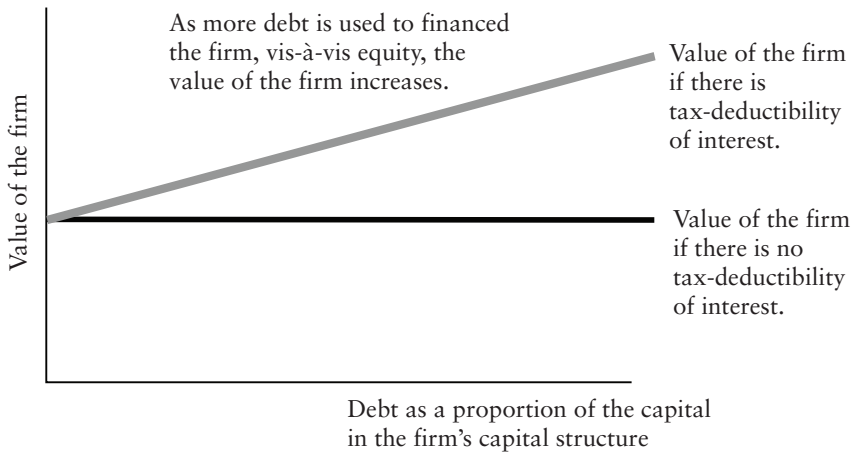 As more debt is used to financed
the firm, vis-à-vis equity, the
value of the firm increases.
Value of the firm
if there is
tax-deductibility
of interest.
Value of the firm
Value of the firm
if there is no
tax-deductibility
of interest.
Debt as a proportion of the capital
in the firm’s capital structure